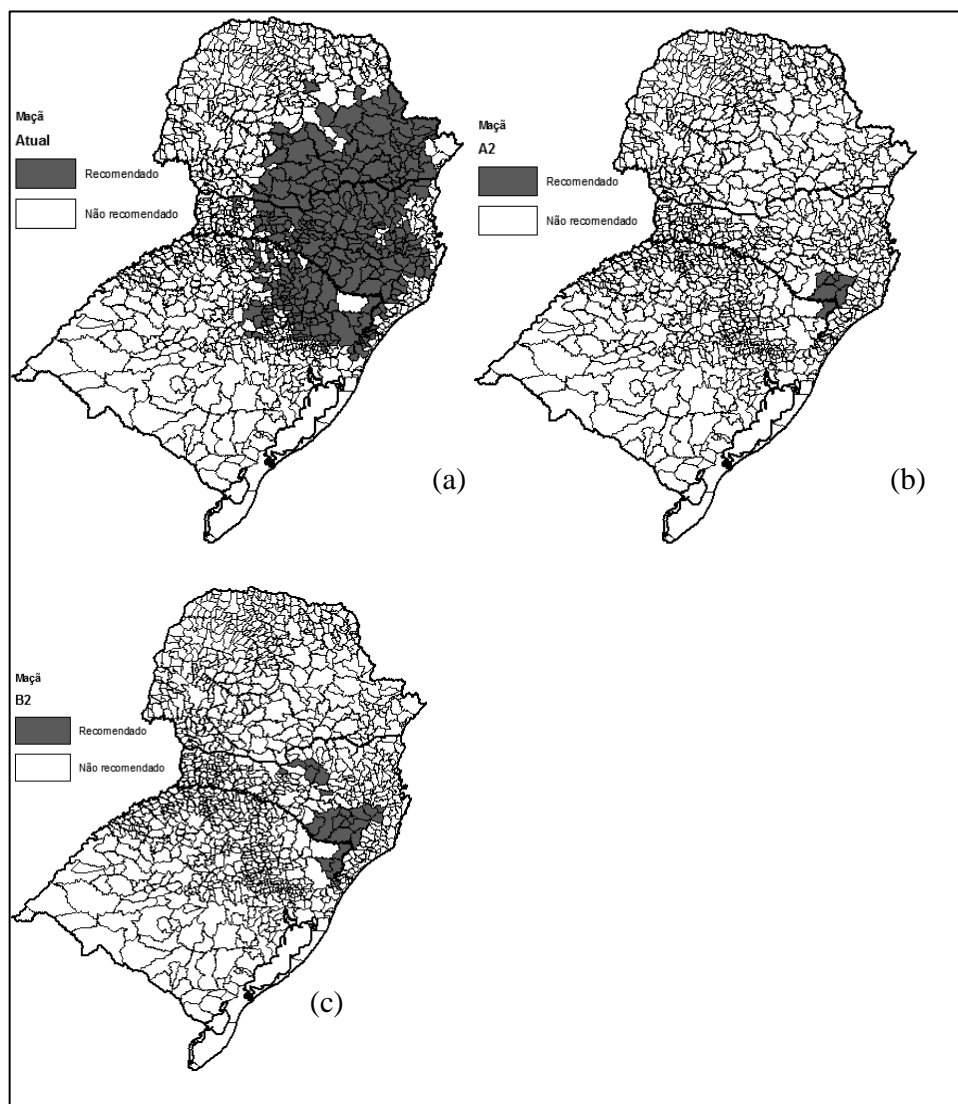 Maçã
Atual
Recomendado
Não recomendado
(a)
Maçã
A2
Recomendado
Não recomendado
(b)
Maçã
B2
Recomendado
Não recomendado
(c)